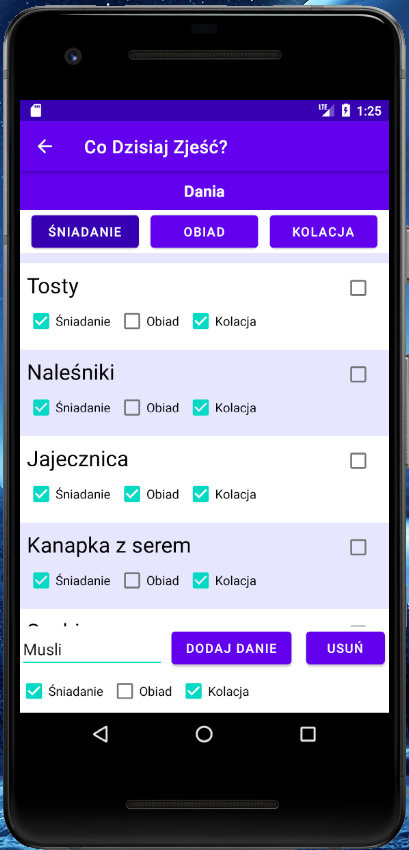 LTE 1:25
Co Dzisiaj Zjeść?
Dania
ŚNIADANIE OBIAD KOLACJA
Tosty
Śniadanie Obiad Kolacja
Naleśniki
Śniadanie Obiad Kolacja
Jajecznica
Śniadanie Obiad Kolacja
Kanapka z serem
Śniadanie Obiad Kolacja
Musli DODAJ DANIE USUŃ
Śniadanie Obiad Kolacja